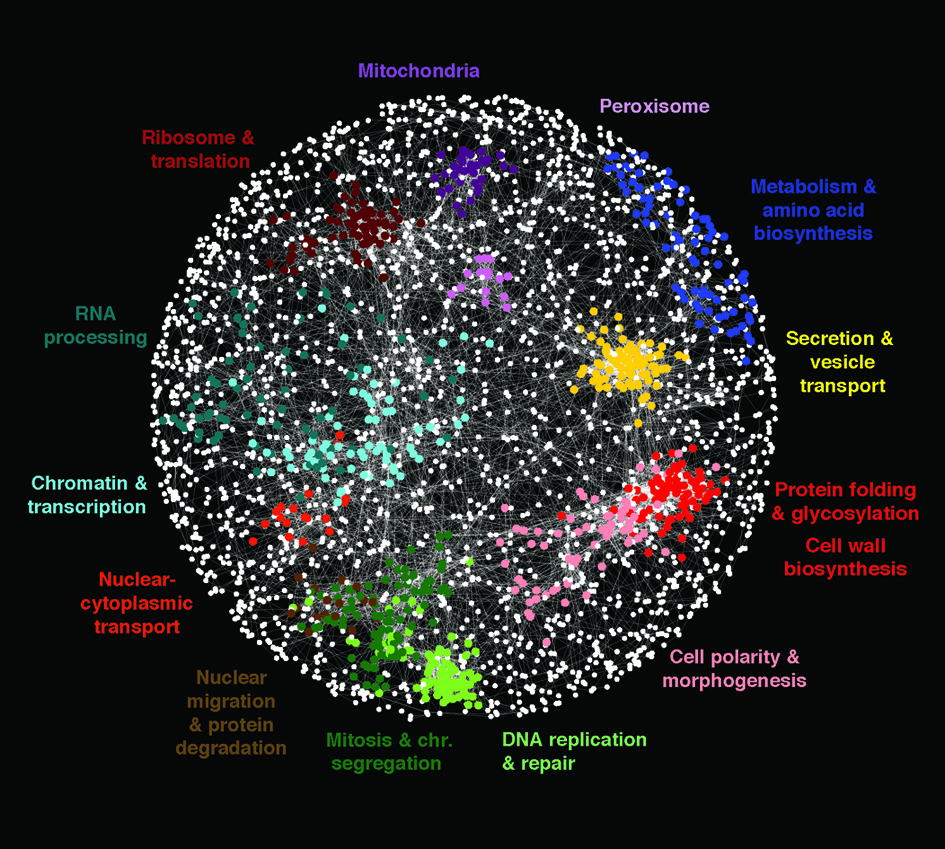 Mitochondria
Peroxisome
Ribosome &
translation
Metabolism &
amino acid
biosynthesis
RNA
processing
Secretion &
vesicle
transport
Chromatin &
transcription
Protein folding
& glycosylation
Cell wall
biosynthesis
Nuclear-
cytoplasmic
transport
Cell polarity &
morphogenesis
Nuclear
migration
& protein
degradation
Mitosis & chr.
segregation
DNA replication
& repair